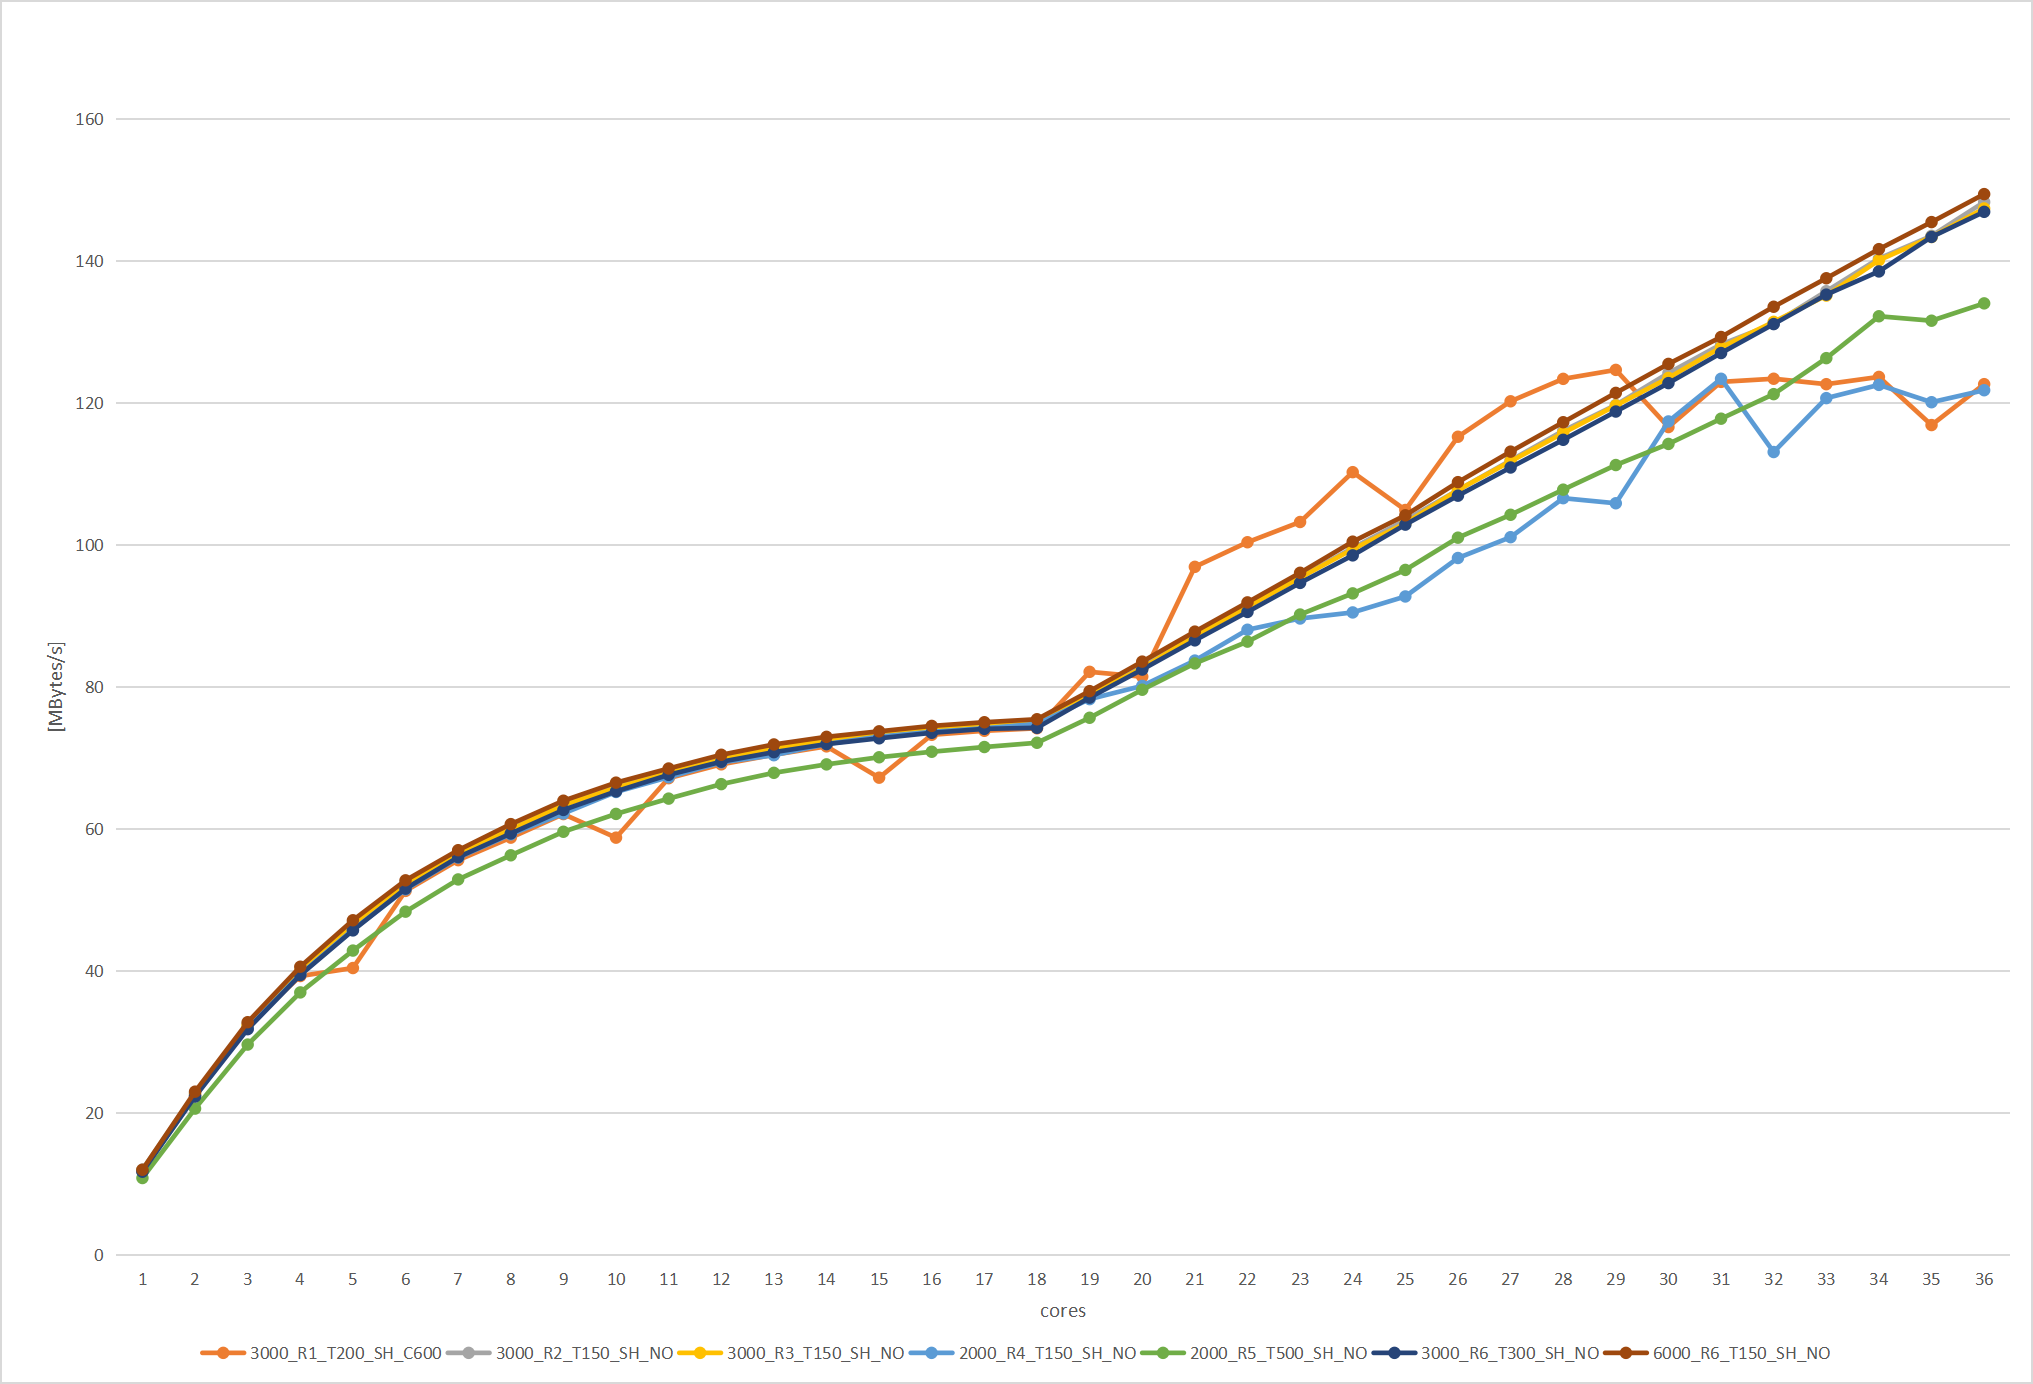 160
140
120
100
80
60
40
20
0
[MBytes/s]
1 2 3 4 5 6 7 8 9 10 11 12 13 14 15 16 17 18 19 20 21 22 23 24 25 26 27 28 29 30 31 32 33 34 35 36
cores
3000_R1_T200_SH_C600 3000_R2_T150_SH_NO 3000_R3_T150_SH_NO 2000_R4_T150_SH_NO 2000_R5_T500_SH_NO 3000_R6_T300_SH_NO 6000_R6_T150_SH_NO